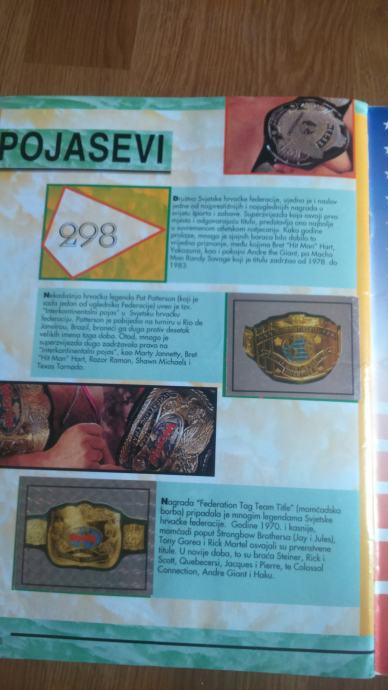 POJASEVI
298
Društvo Svjetske hrvačke federacije, ujedno je i naslov
jedne od najprestižnijih i najuglednijih nagrada u
svijetu športa i zabave. Superzvijezda koja osvoji prvo
mjesto i odgovarajuću titulu, predstavlja ono najbolje
u suvremenom atletskom natjecanju. Kako godine
prolaze, mnogo je sjajnih boraca bilo dobilo to
vrijedno priznanje, među kojima Bret "Hit Man" Hart,
Yokozuna, kao i pokojni Andre the Giant, pa Macho
Man Randy Savage koji je titulu zadržao od 1978. do
1983.
Nekadašnja hrvačka legenda Pat Patterson (koji je
sada jedan od uglednika Federacije) uveo je tzv.
"Interkontinentalni pojas" u Svjetsku hrvačku
federaciju. Patterson je pobijedio na turniru u Rio de
Janeirou, Brazil, braneći ga dugo protiv desetak
velikih imena toga doba. Otad, mnogo je
superzvijezda dugo zadržavalo pravo na
"Interkontinentalni pojas", kao Marty Jannetty, Bret
"Hit Man" Hart, Razor Ramon, Shawn Michaels i
Texas Tornado.
Nagrada "Federation Tag Team Title" (momčadska
borba) pripadala je mnogim legendama Svjetske
hrvačke federacije. Godine 1970. i kasnije,
momčadi poput Strongbow Brothersa (Jay i Jules),
Tony Garea i Rick Martel osvojali su prvenstvene
titule. U novije doba, to su braća Steiner, Rick i
Scott, Quebecersi, Jacques i Pierre, te Colossal
Connection, Andre Giant i Haku.